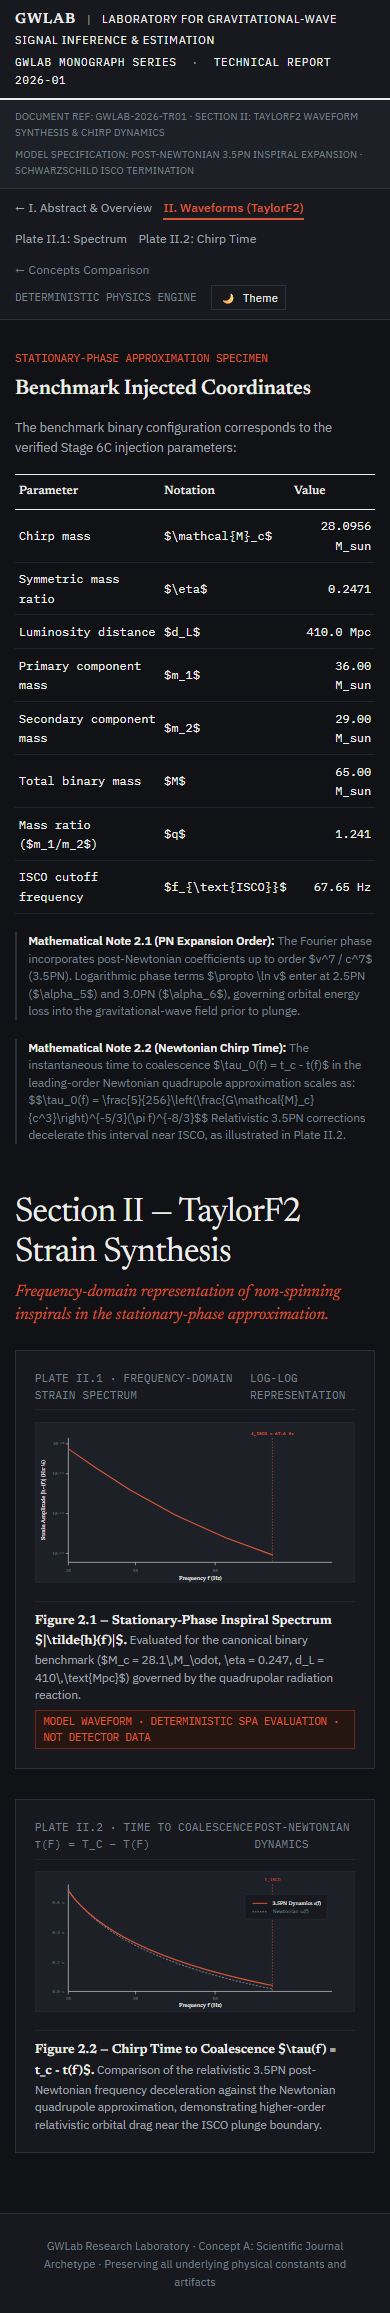 GWLAB | LABORATORY FOR GRAVITATIONAL-WAVE
SIGNAL INFERENCE & ESTIMATION
GWLAB MONOGRAPH SERIES · TECHNICAL REPORT
2026-01
DOCUMENT REF: GWLAB-2026-TR01 · SECTION II: TAYLORF2 WAVEFORM
SYNTHESIS & CHIRP DYNAMICS
MODEL SPECIFICATION: POST-NEWTONIAN 3.5PN INSPIRAL EXPANSION ·
SCHWARZSCHILD ISCO TERMINATION
← I. Abstract & Overview II. Waveforms (TaylorF2)
Plate II.1: Spectrum Plate II.2: Chirp Time
← Concepts Comparison
DETERMINISTIC PHYSICS ENGINE 🌙 Theme
STATIONARY-PHASE APPROXIMATION SPECIMEN
Benchmark Injected Coordinates
The benchmark binary configuration corresponds to the
verified Stage 6C injection parameters:
Parameter Notation Value
Chirp mass $\mathcal{M}_c$ 28.0956
M_sun
Symmetric mass
ratio $\eta$ 0.2471
Luminosity distance $d_L$ 410.0 Mpc
Primary component
mass $m_1$ 36.00
M_sun
Secondary component
mass $m_2$ 29.00
M_sun
Total binary mass $M$ 65.00
M_sun
Mass ratio
($m_1/m_2$) $q$ 1.241
ISCO cutoff
frequency $f_{\text{ISCO}}$ 67.65 Hz
Mathematical Note 2.1 (PN Expansion Order): The Fourier phase
incorporates post-Newtonian coefficients up to order $v^7 / c^7$
(3.5PN). Logarithmic phase terms $\propto \ln v$ enter at 2.5PN
($\alpha_5$) and 3.0PN ($\alpha_6$), governing orbital energy
loss into the gravitational-wave field prior to plunge.
Mathematical Note 2.2 (Newtonian Chirp Time): The
instantaneous time to coalescence $\tau_0(f) = t_c - t(f)$ in the
leading-order Newtonian quadrupole approximation scales as:
$$\tau_0(f) = \frac{5}{256}\left(\frac{G\mathcal{M}_c}
{c^3}\right)^{-5/3}(\pi f)^{-8/3}$$ Relativistic 3.5PN corrections
decelerate this interval near ISCO, as illustrated in Plate II.2.
Section II — TaylorF2
Strain Synthesis
Frequency-domain representation of non-spinning
inspirals in the stationary-phase approximation.
PLATE II.1 · FREQUENCY-DOMAIN
STRAIN SPECTRUM
LOG-LOG
REPRESENTATION
Frequency f (Hz)
Figure 2.1 — Stationary-Phase Inspiral Spectrum
$|\tilde{h}(f)|$. Evaluated for the canonical binary
benchmark ($M_c = 28.1\,M_\odot, \eta = 0.247, d_L =
410\,\text{Mpc}$) governed by the quadrupolar radiation
reaction.
MODEL WAVEFORM · DETERMINISTIC SPA EVALUATION ·
NOT DETECTOR DATA
PLATE II.2 · TIME TO COALESCENCE
τ(F) = T_C − T(F)
POST-NEWTONIAN
DYNAMICS
f_ISCO
3.5PN Dynamics τ(f)
Newtonian τ₀(f)
Frequency f (Hz)
Figure 2.2 — Chirp Time to Coalescence $\tau(f) =
t_c - t(f)$. Comparison of the relativistic 3.5PN post-
Newtonian frequency deceleration against the Newtonian
quadrupole approximation, demonstrating higher-order
relativistic orbital drag near the ISCO plunge boundary.
GWLab Research Laboratory · Concept A: Scientific Journal
Archetype · Preserving all underlying physical constants and
artifacts